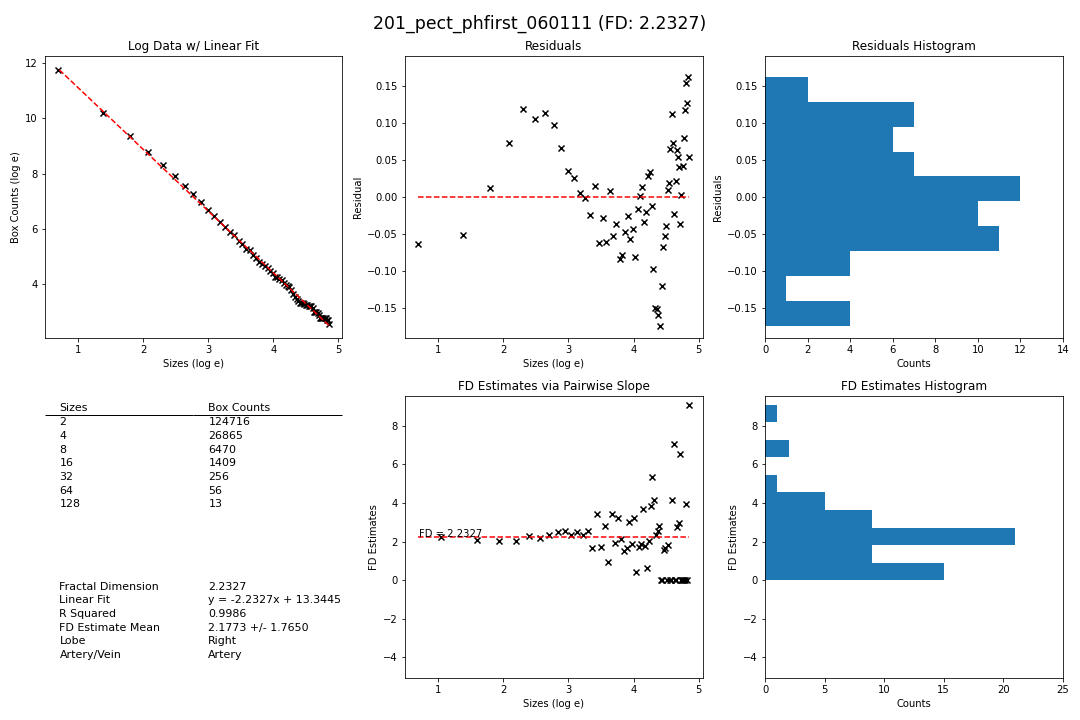 201_pect_phfirst_060111 (FD: 2.2327)
Log Data w/ Linear Fit
12
10
8
6
4
Box Counts (log e)
1 2 3 4 5
Sizes (log e)
Residuals
0.15
0.10
0.05
0.00
−0.05
−0.10
−0.15
Residual
1 2 3 4 5
Sizes (log e)
Residuals Histogram
0.15
0.10
0.05
0.00
−0.05
−0.10
−0.15
Residuals
0 2 4 6 8 10 12 14
Counts
Sizes Box Counts
2 124716
4 26865
8 6470
16 1409
32 256
64 56
128 13
Fractal Dimension 2.2327
Linear Fit y = -2.2327x + 13.3445
R Squared 0.9986
FD Estimate Mean 2.1773 +/- 1.7650
Lobe Right
Artery/Vein Artery
FD Estimates via Pairwise Slope
8
6
4
2
0
−2
−4
FD Estimates
FD = 2.2327
1 2 3 4 5
Sizes (log e)
FD Estimates Histogram
8
6
4
2
0
−2
−4
FD Estimates
0 5 10 15 20 25
Counts